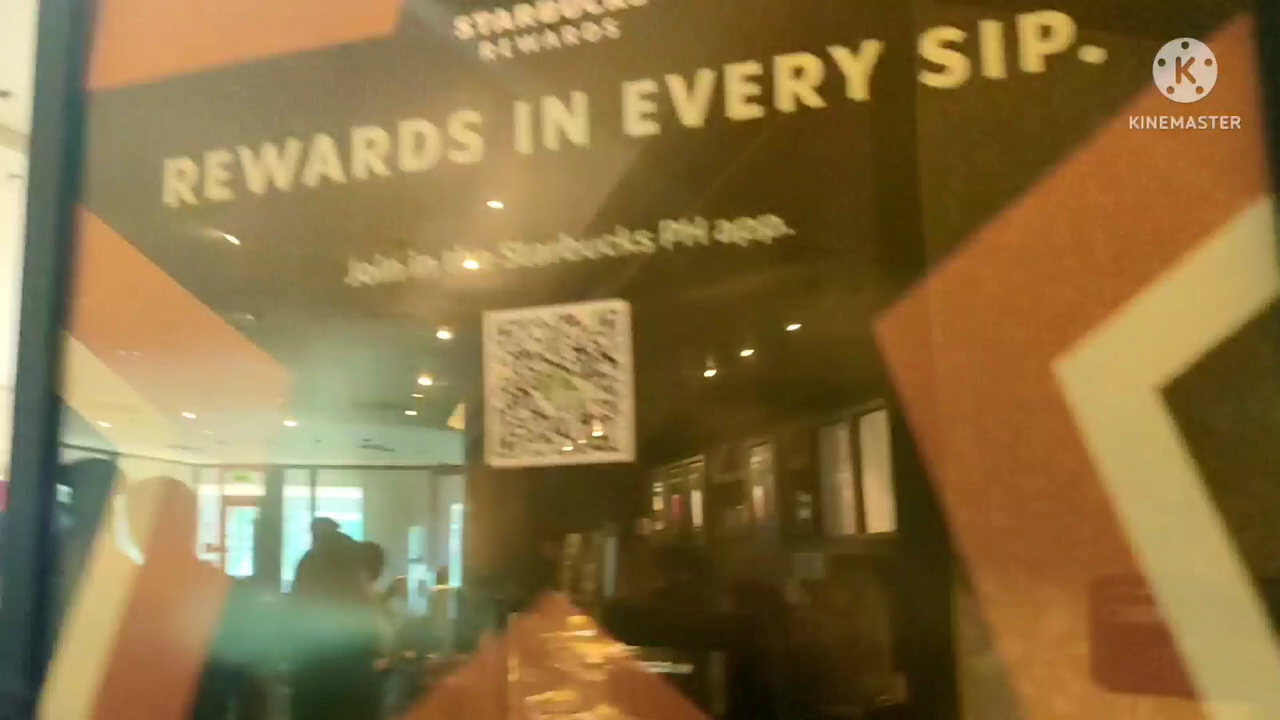 STARBUCKS
REWARDS
REWARDS IN EVERY SIP.
Join in the Starbucks PH app.
K
KINEMASTER